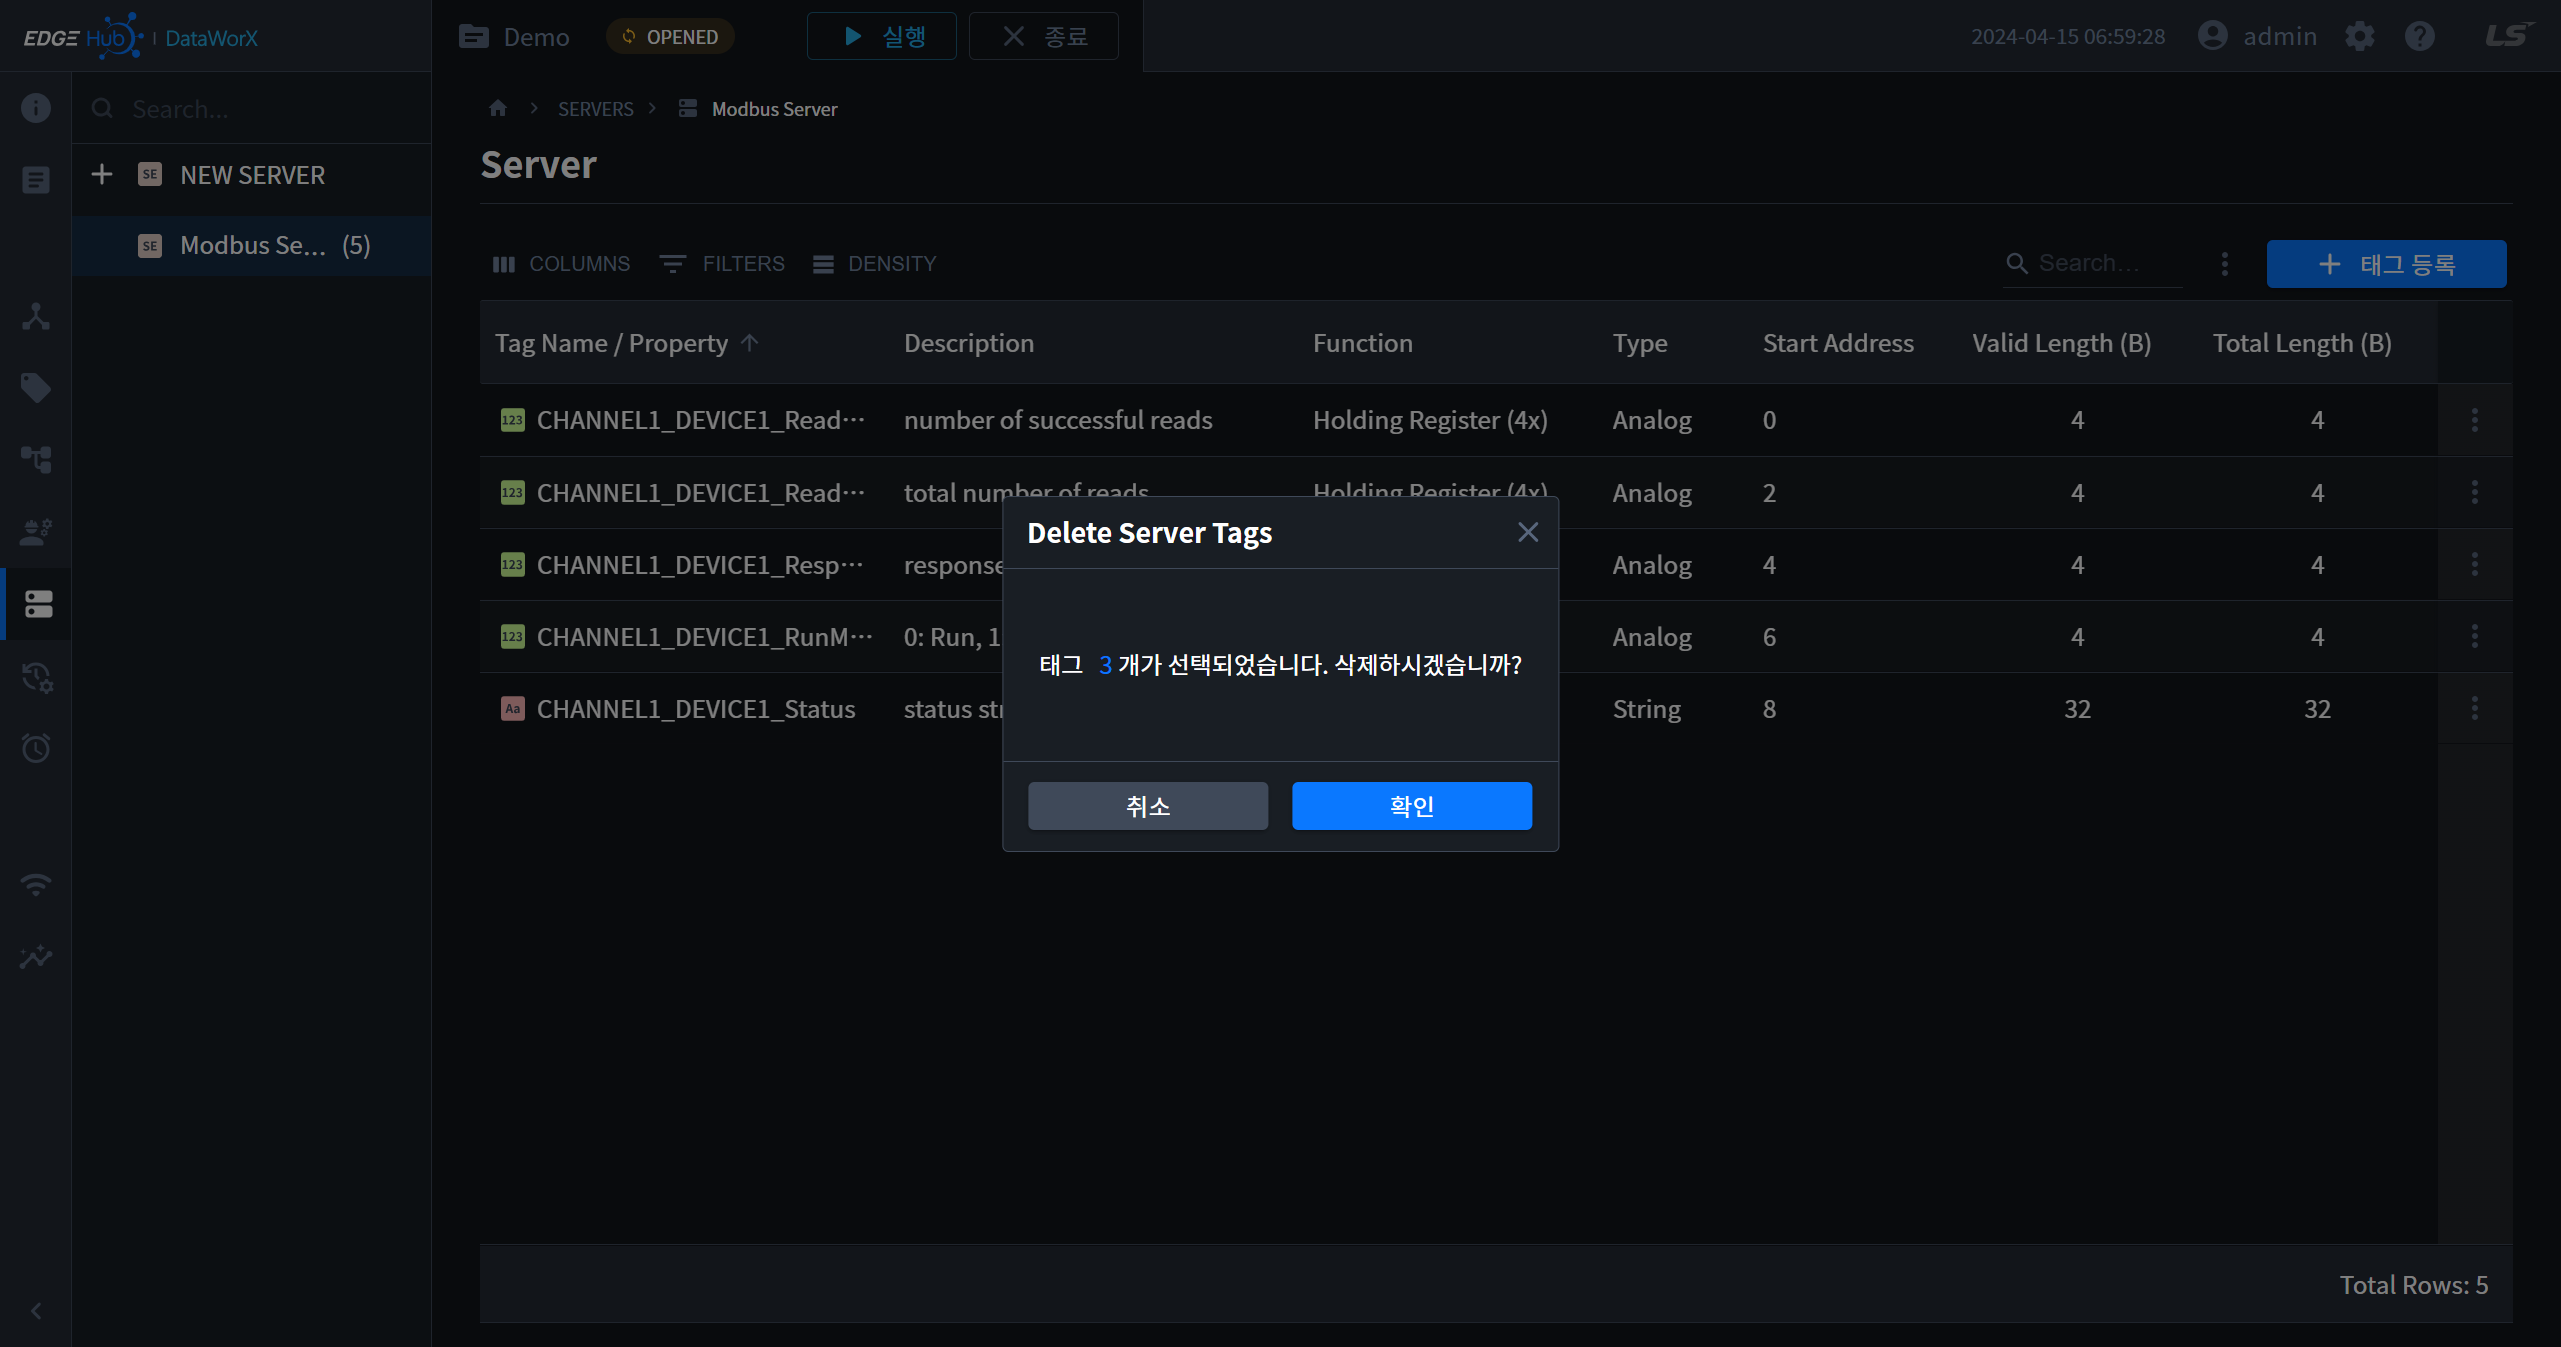 EDGE Hub | DataWorX
Demo
OPENED
실행
종료
2024-04-15 06:59:28
admin
LS
Search...
NEW SERVER
Modbus Se... (5)
SERVERS
Modbus Server
Server
COLUMNS
FILTERS
DENSITY
Search...
태그 등록
Tag Name / Property Description Function Type Start Address Valid Length (B) Total Length (B)
123 CHANNEL1_DEVICE1_Read··· number of successful reads Holding Register (4x) Analog 0 4 4
123 CHANNEL1_DEVICE1_Read··· total number of reads Holding Register (4x) Analog 2 4 4
123 CHANNEL1_DEVICE1_Resp··· response Analog 4 4 4
123 CHANNEL1_DEVICE1_RunM··· 0: Run, 1 Analog 6 4 4
Aa CHANNEL1_DEVICE1_Status status str String 8 32 32
Delete Server Tags
태그 3 개가 선택되었습니다. 삭제하시겠습니까?
취소
확인
Total Rows: 5